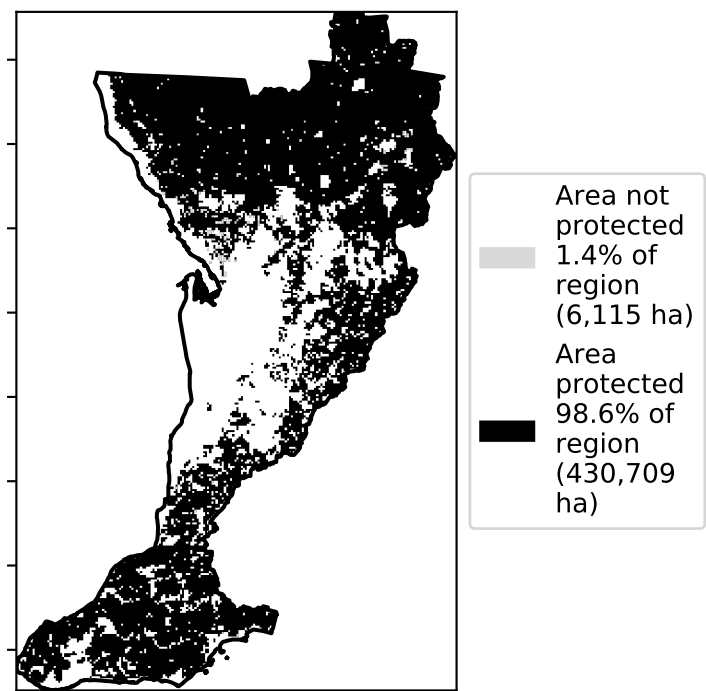 Area not
protected
1.4% of
region
(6,115 ha)
Area
protected
98.6% of
region
(430,709
ha)